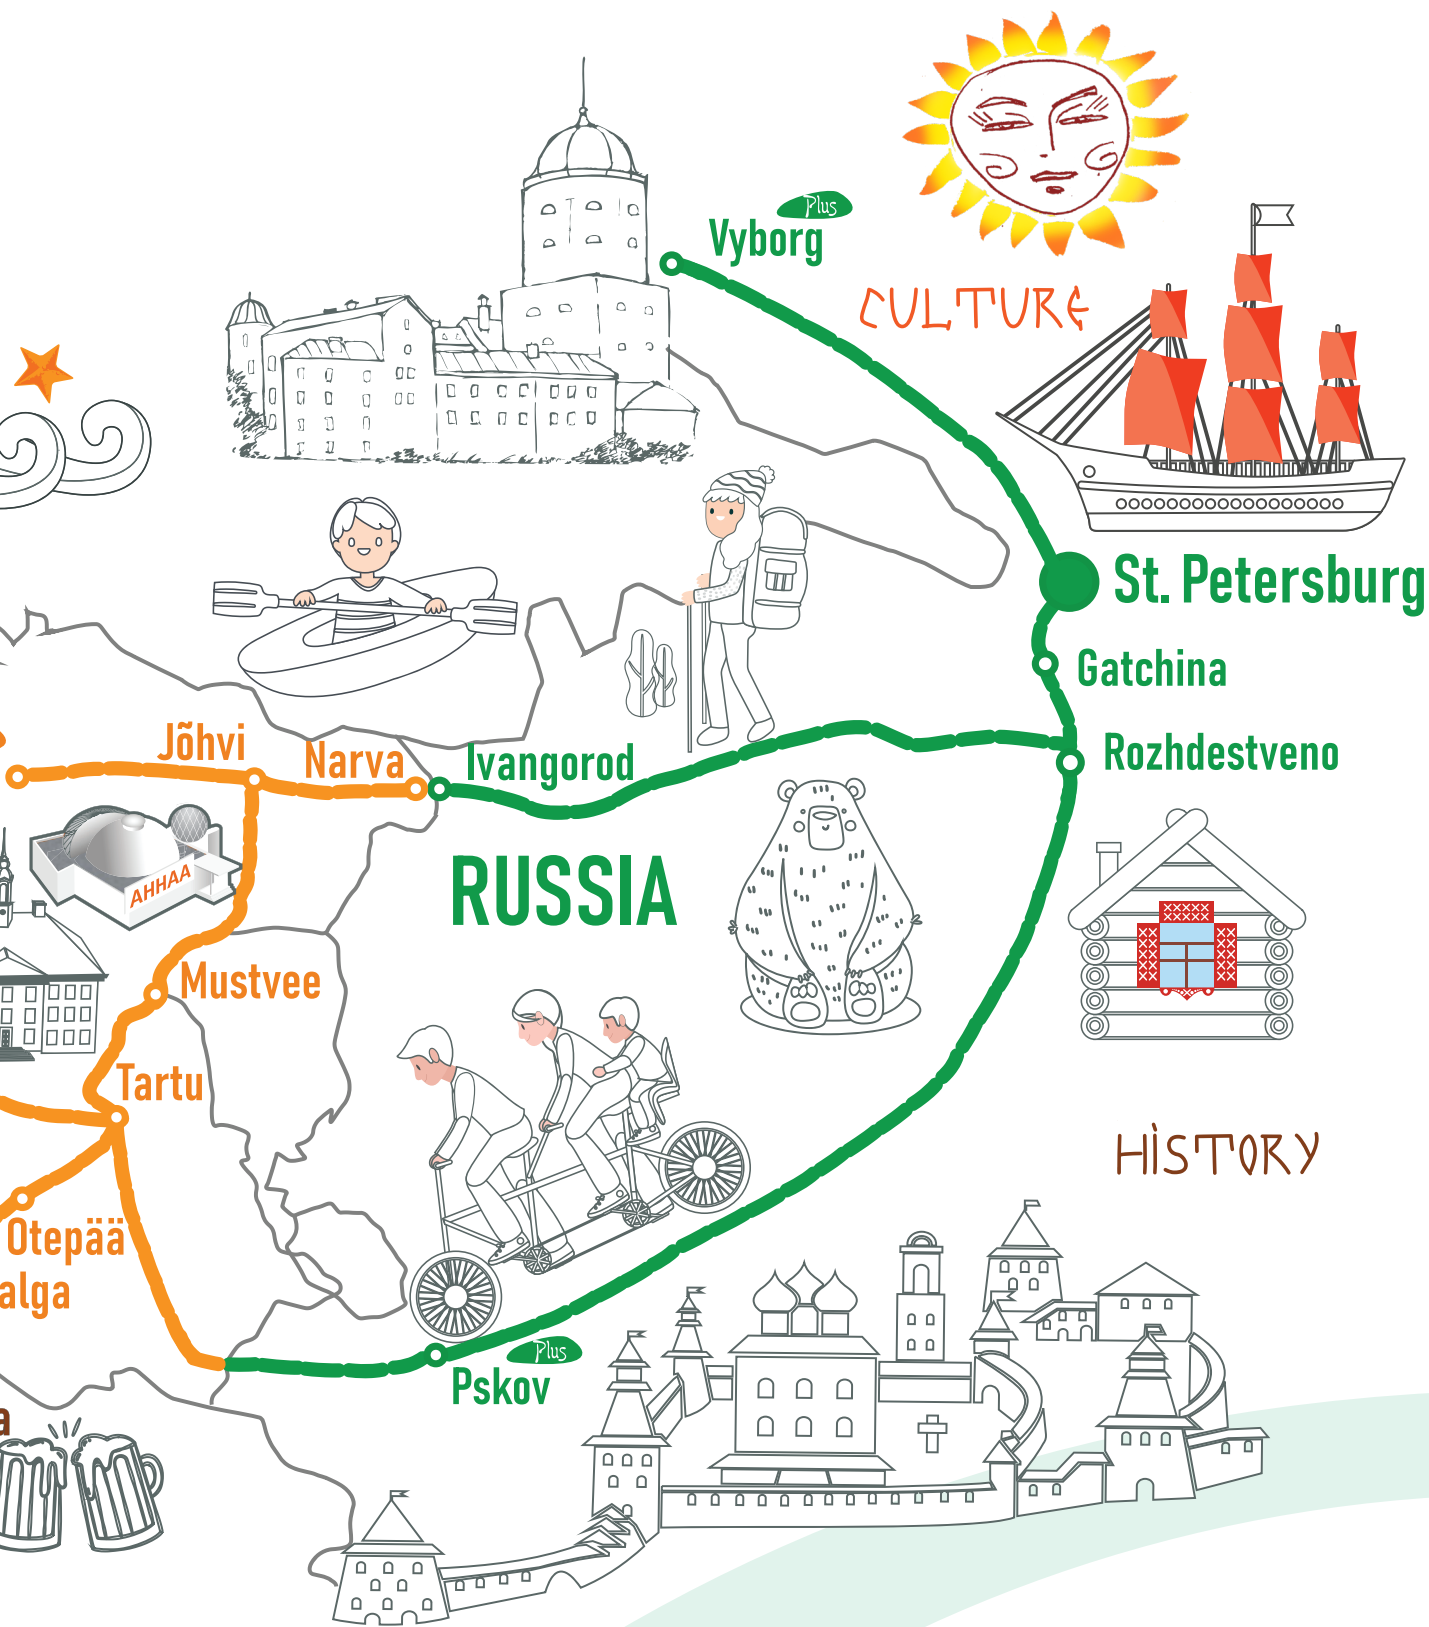 Plus
Vyborg
CULTURE
St. Petersburg
Gatchina
Jõhvi
Narva
Ivangorod
Rozhdestveno
AHHAA
RUSSIA
Mustvee
Tartu
HISTORY
Otepää
alga
Plus
Pskov
a